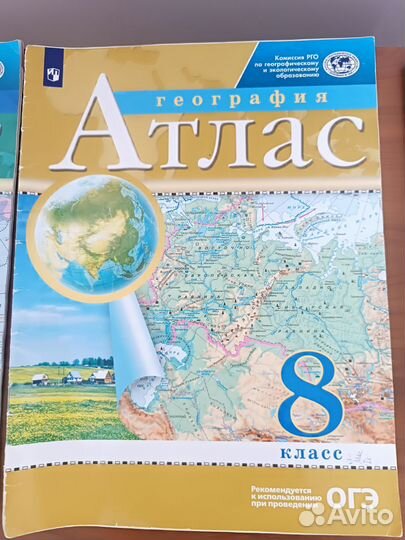 Комиссия РГО
по географическому
и экологическому
образованию
география
Атлас
8
класс
Рекомендуется
к использованию
при проведении
ОГЭ
Avito